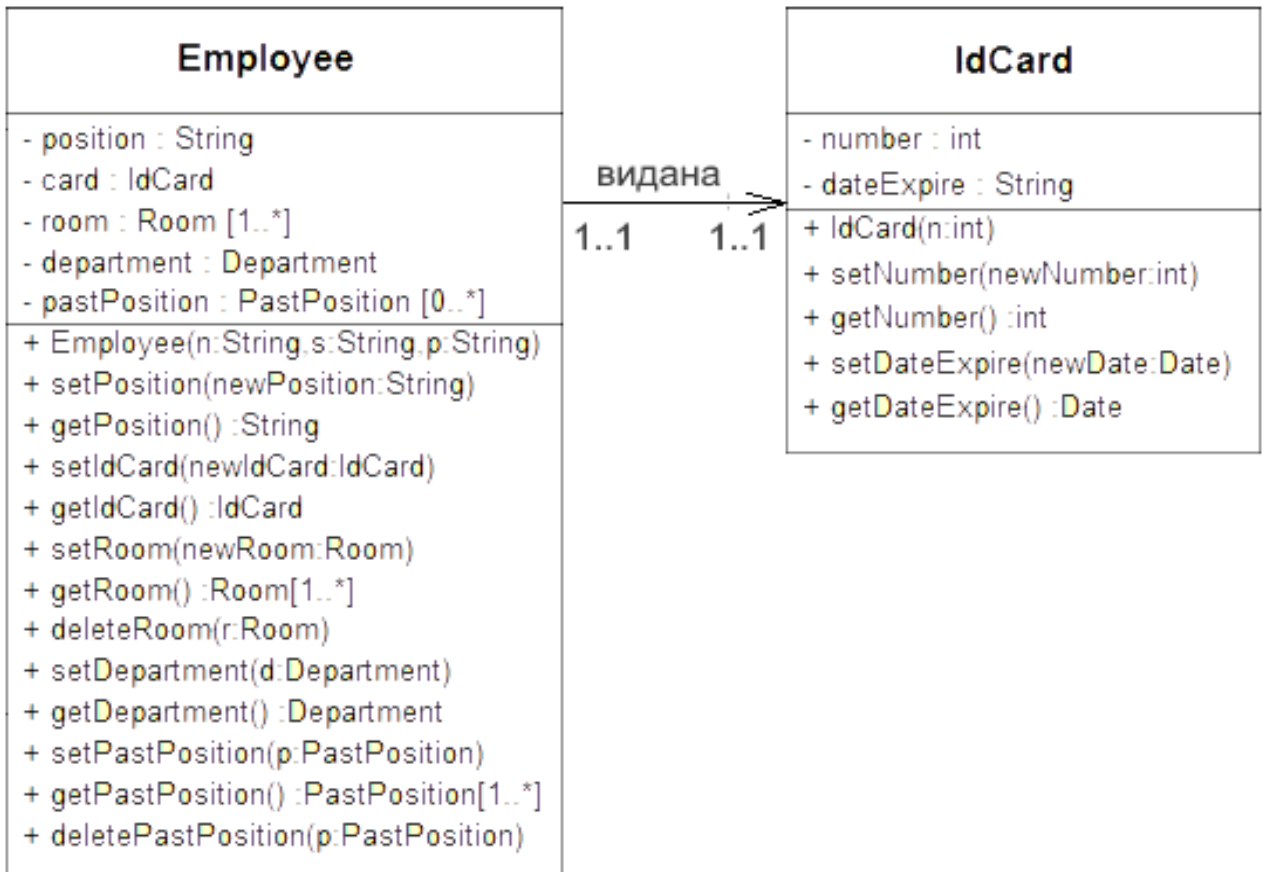 Employee
- position : String
- card : IdCard
- room : Room [1..*]
- department : Department
- pastPosition : PastPosition [0..*]
+ Employee(n:String,s:String,p:String)
+ setPosition(newPosition:String)
+ getPosition() :String
+ setIdCard(newIdCard:IdCard)
+ getIdCard() :IdCard
+ setRoom(newRoom:Room)
+ getRoom() :Room[1..*]
+ deleteRoom(r:Room)
+ setDepartment(d:Department)
+ getDepartment() :Department
+ setPastPosition(p:PastPosition)
+ getPastPosition() :PastPosition[1..*]
+ deletePastPosition(p:PastPosition)
видана
1..1 1..1
IdCard
- number : int
- dateExpire : String
+ IdCard(n:int)
+ setNumber(newNumber:int)
+ getNumber() :int
+ setDateExpire(newDate:Date)
+ getDateExpire() :Date